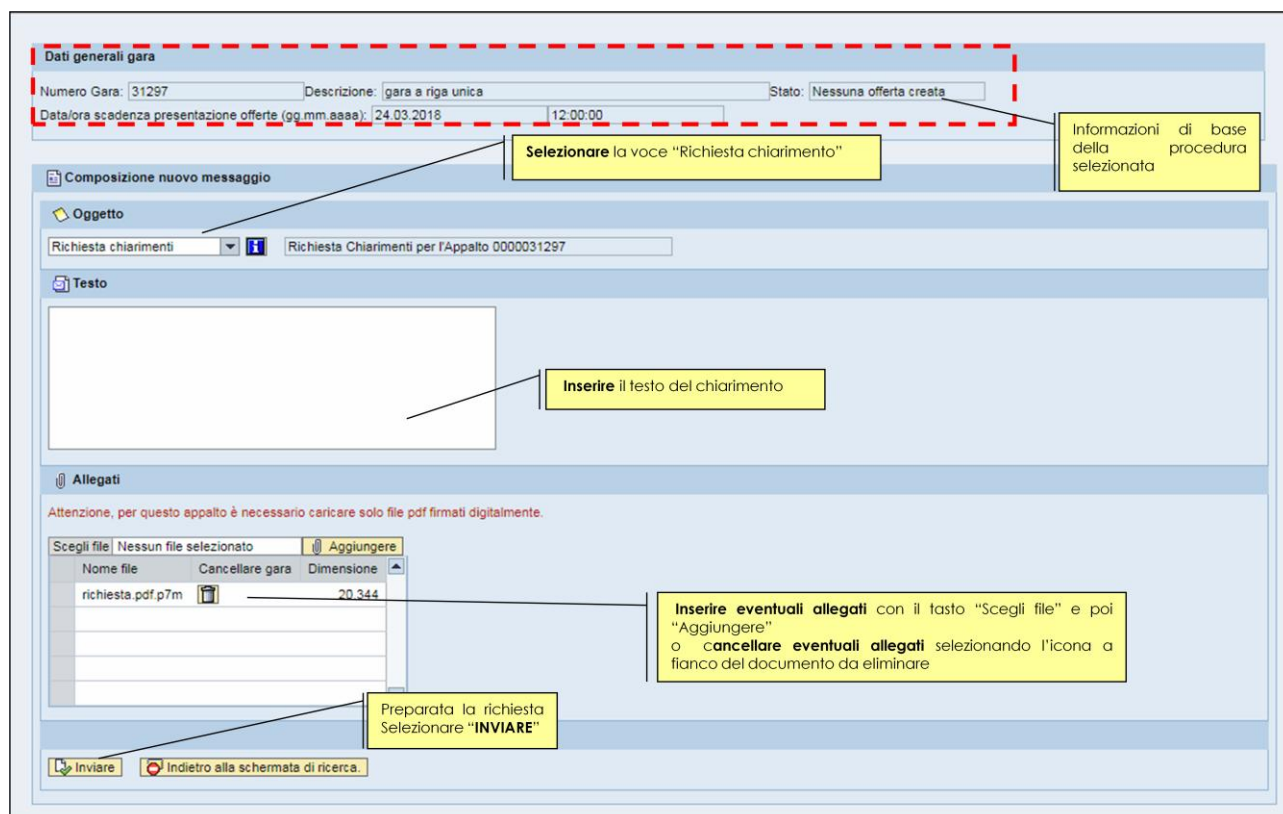 Dati generali gara
Numero Gara: 31297 Descrizione: gara a riga unica Stato: Nessuna offerta creata
Data/ora scadenza presentazione offerte (gg.mm.aaaa): 24.03.2018 12:00:00
Informazioni di base
della procedura
selezionata
Selezionare la voce “Richiesta chiarimento”
Composizione nuovo messaggio
Oggetto
Richiesta chiarimenti Richiesta Chiarimenti per l'Appalto 0000031297
Testo
Inserire il testo del chiarimento
Allegati
Attenzione, per questo appalto è necessario caricare solo file pdf firmati digitalmente.
Scegli file Nessun file selezionato Aggiungere
Nome file Cancellare gara Dimensione
richiesta.pdf.p7m 20.344
Inserire eventuali allegati con il tasto “Scegli file” e poi
“Aggiungere”
o cancellare eventuali allegati selezionando l’icona a
fianco del documento da eliminare
Preparata la richiesta
Selezionare “INVIARE”
Inviare Indietro alla schermata di ricerca.